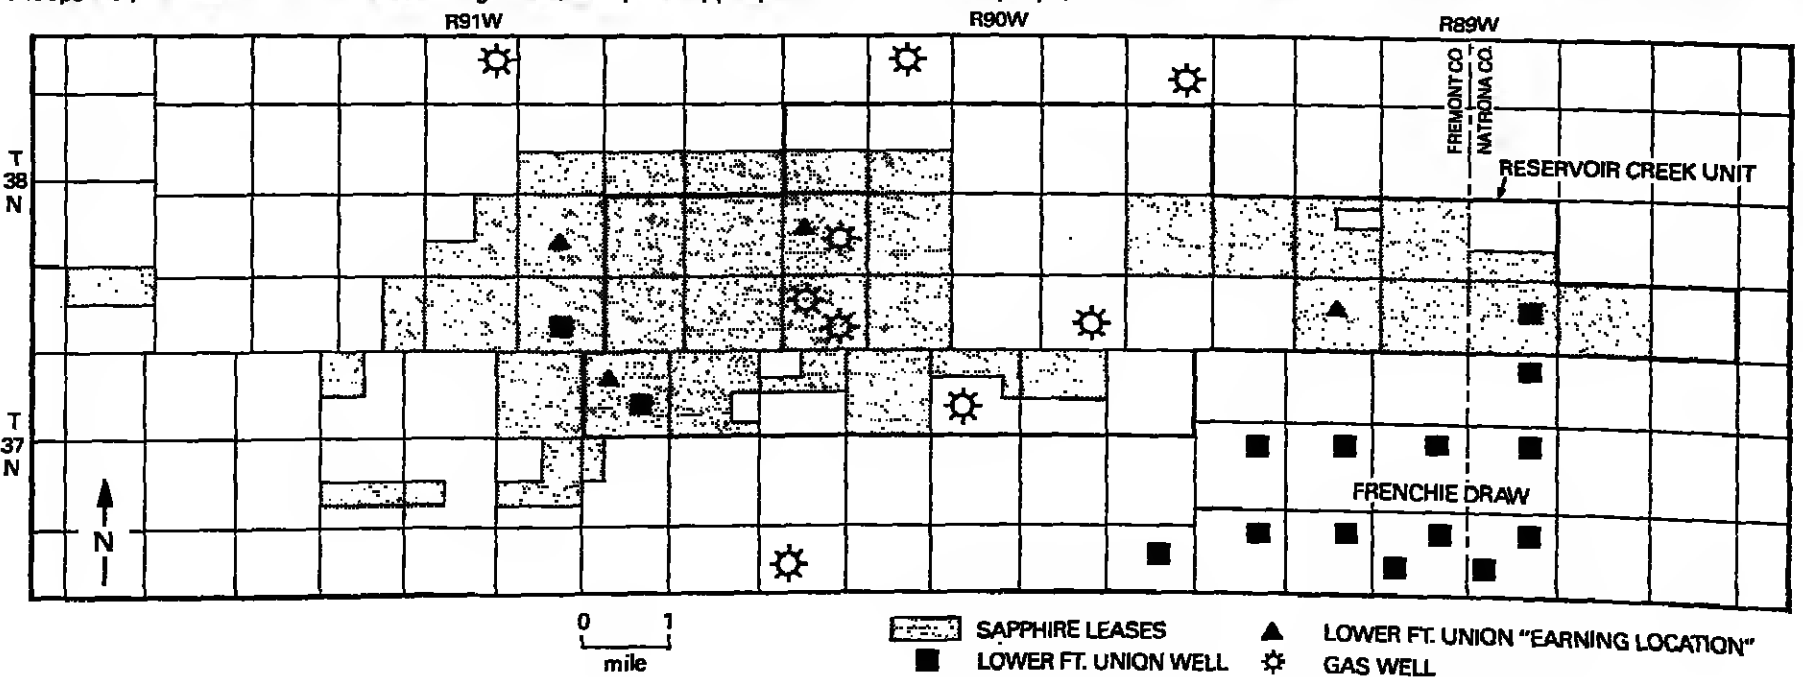 R91W
R90W
R89W
FREMONT CO
NATRONA CO.
T
38
N
RESERVOIR CREEK UNIT
T
37
N
FRENCHIE DRAW
N
0 1
mile
SAPPHIRE LEASES
LOWER FT. UNION "EARNING LOCATION"
LOWER FT. UNION WELL
GAS WELL